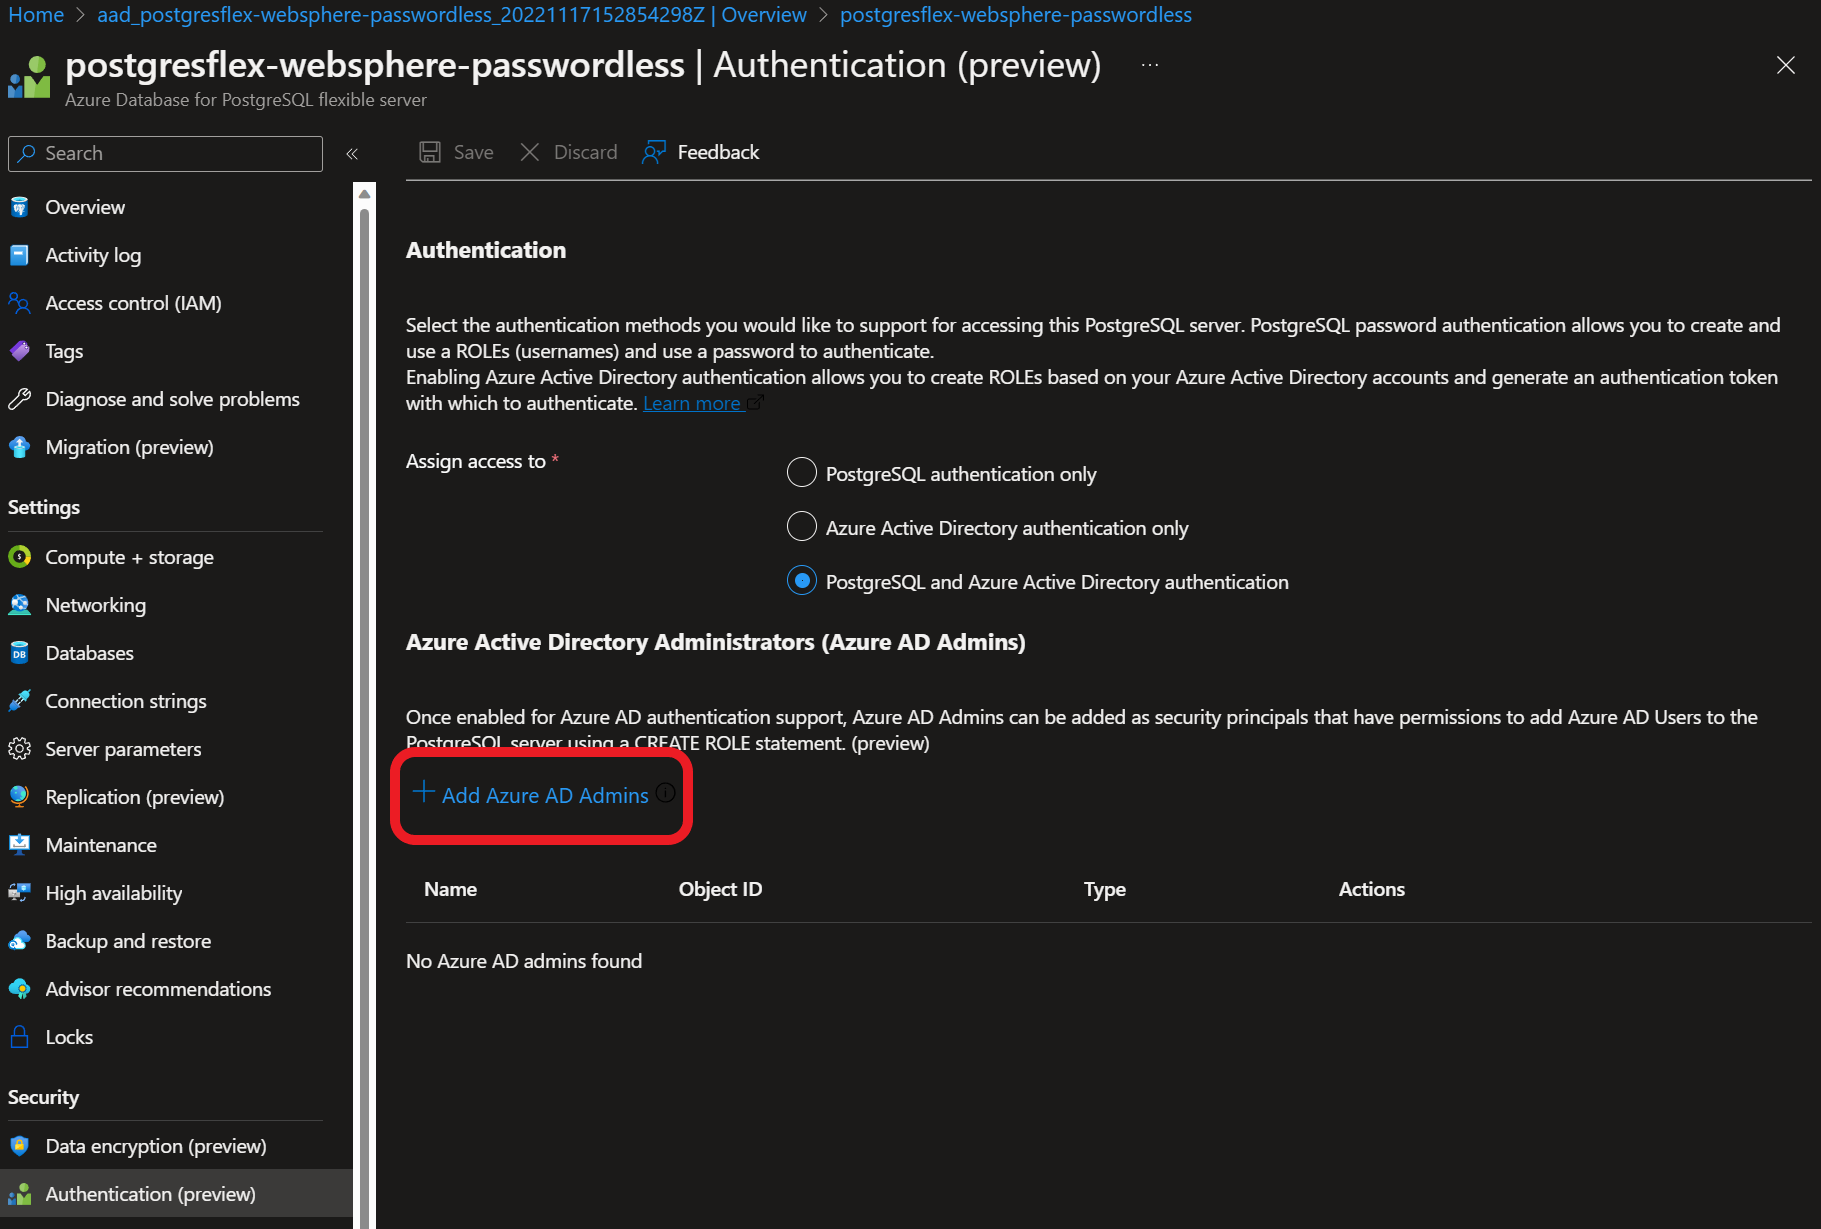 Home > aad_postgresflex-websphere-passwordless_20221117152854298Z | Overview > postgresflex-websphere-passwordless
postgresflex-websphere-passwordless | Authentication (preview) ...
Azure Database for PostgreSQL flexible server
Search
«
Save
Discard
Feedback
Overview
Activity log
Access control (IAM)
Tags
Diagnose and solve problems
Migration (preview)
Settings
Compute + storage
Networking
Databases
Connection strings
Server parameters
Replication (preview)
Maintenance
High availability
Backup and restore
Advisor recommendations
Locks
Security
Data encryption (preview)
Authentication (preview)
Authentication
Select the authentication methods you would like to support for accessing this PostgreSQL server. PostgreSQL password authentication allows you to create and
use a ROLEs (usernames) and use a password to authenticate.
Enabling Azure Active Directory authentication allows you to create ROLEs based on your Azure Active Directory accounts and generate an authentication token
with which to authenticate. Learn more
Assign access to *
PostgreSQL authentication only
Azure Active Directory authentication only
PostgreSQL and Azure Active Directory authentication
Azure Active Directory Administrators (Azure AD Admins)
Once enabled for Azure AD authentication support, Azure AD Admins can be added as security principals that have permissions to add Azure AD Users to the
PostgreSQL server using a CREATE ROLE statement. (preview)
+ Add Azure AD Admins
Name Object ID Type Actions
No Azure AD admins found